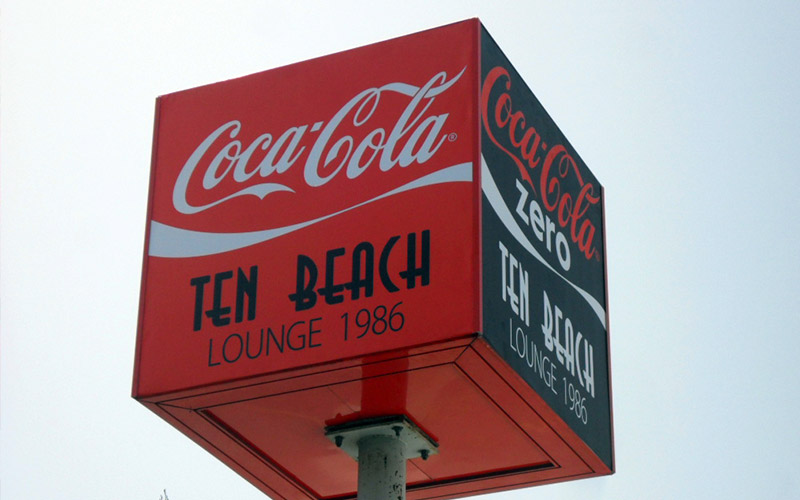 Coca-Cola®
TEN BEACH
LOUNGE 1986
Coca-Cola
zero
TEN BEACH
LOUNGE 1986